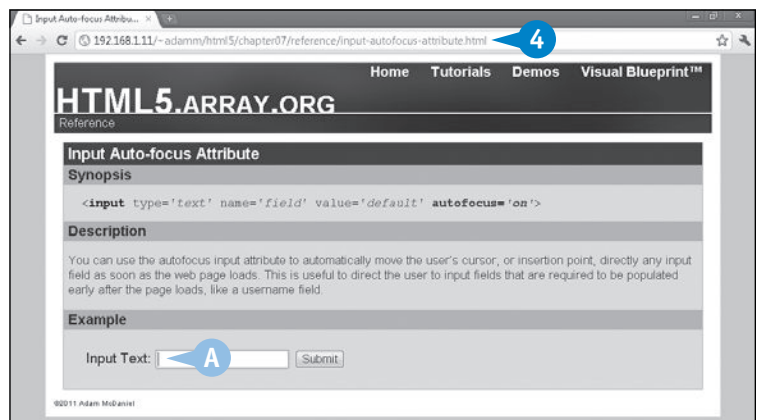 Input Auto-focus Attribu...
192.168.1.11/~adamm/html5/chapter07/reference/input-autofocus-attribute.html
4
Home Tutorials Demos Visual Blueprint™
HTML5.ARRAY.ORG
Reference
Input Auto-focus Attribute
Synopsis
<input type='text' name='field' value='default' autofocus='on'>
Description
You can use the autofocus input attribute to automatically move the user's cursor, or insertion point, directly any input
field as soon as the web page loads. This is useful to direct the user to input fields that are required to be populated
early after the page loads, like a username field.
Example
Input Text: A Submit
©2011 Adam McDaniel